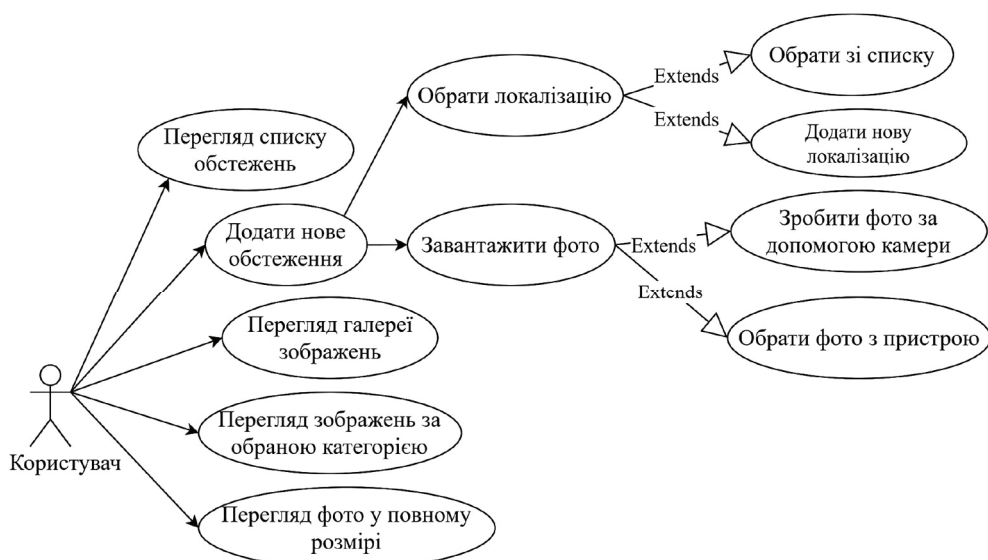 Обрати зі списку
Extends
Обрати локалізацію
Extends
Додати нову
локалізацію
Перегляд списку
обстежень
Додати нове
обстеження
Завантажити фото
Extends
Зробити фото за
допомогою камери
Extends
Обрати фото з пристрою
Перегляд галереї
зображень
Перегляд зображень за
обраною категорією
Користувач
Перегляд фото у повному
розмірі